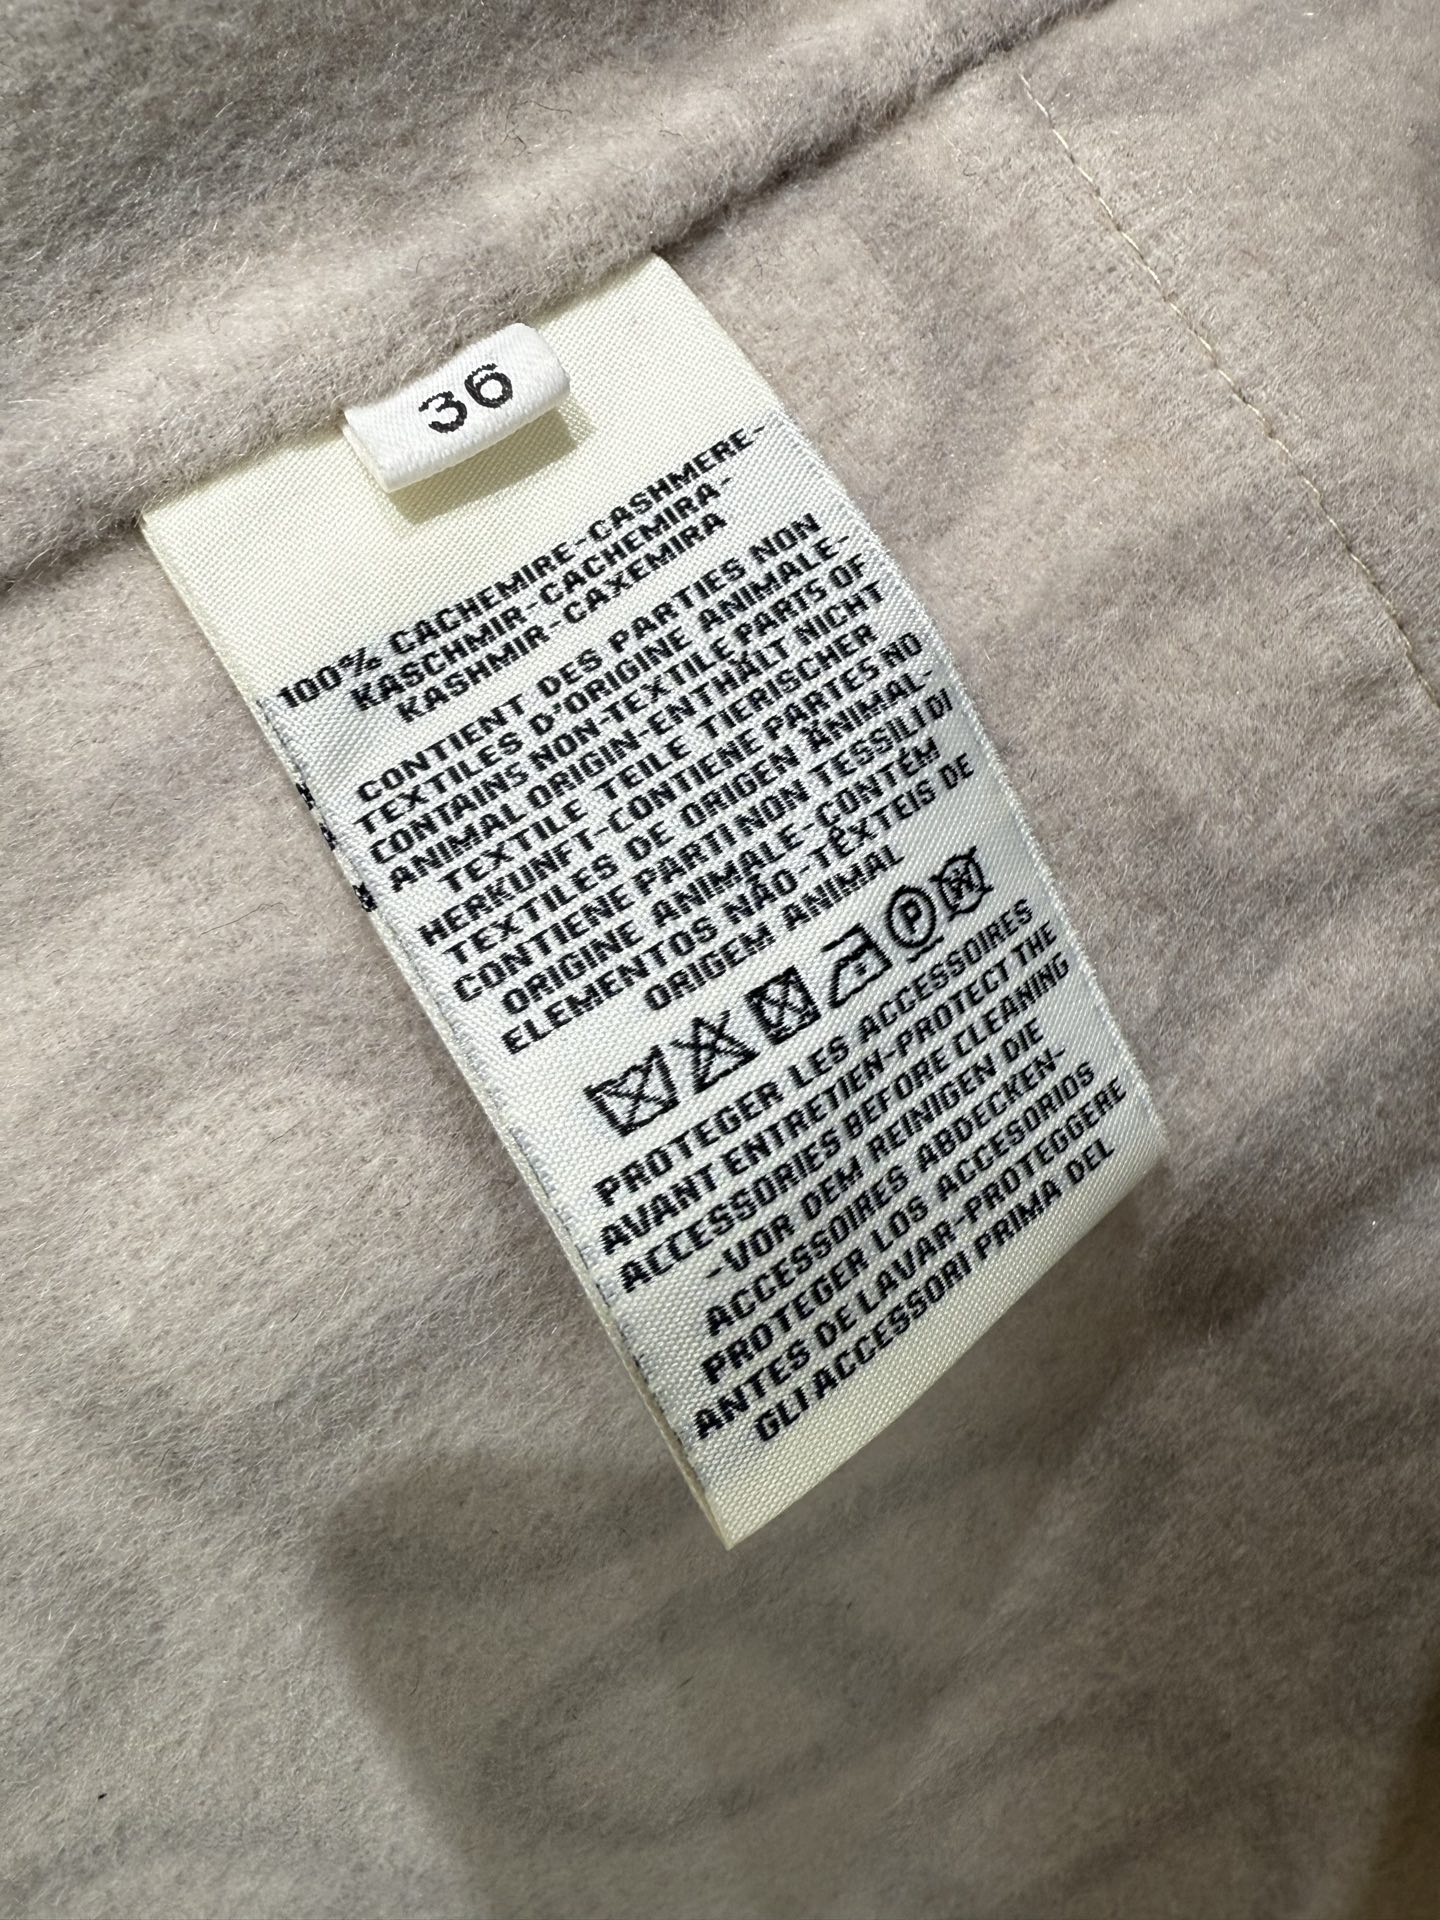 36
100% CACHEMIRE-CASHMERE-
KASCHMIR-CACHEMIRA-
KASHMIR-CAXEMIRA
CONTIENT DES PARTIES NON
TEXTILES D'ORIGINE ANIMALE-
CONTAINS NON-TEXTILE PARTS OF
ANIMAL ORIGIN-ENTHÄLT NICHT
TEXTILE TEILE TIERISCHER
HERKUNFT-CONTIENE PARTES NO
TEXTILES DE ORIGEN ANIMAL-
CONTIENE PARTI NON TESSILI DI
ORIGINE ANIMALE-CONTÉM
ELEMENTOS NÃO-TÊXTEIS DE
ORIGEM ANIMAL
P W
PROTEGER LES ACCESSOIRES
AVANT ENTRETIEN-PROTECT THE
ACCESSORIES BEFORE CLEANING
-VOR DEM REINIGEN DIE
ACCESSOIRES ABDECKEN-
PROTEGER LOS ACCESORIOS
ANTES DE LAVAR-PROTEGGERE
GLI ACCESSORI PRIMA DEL